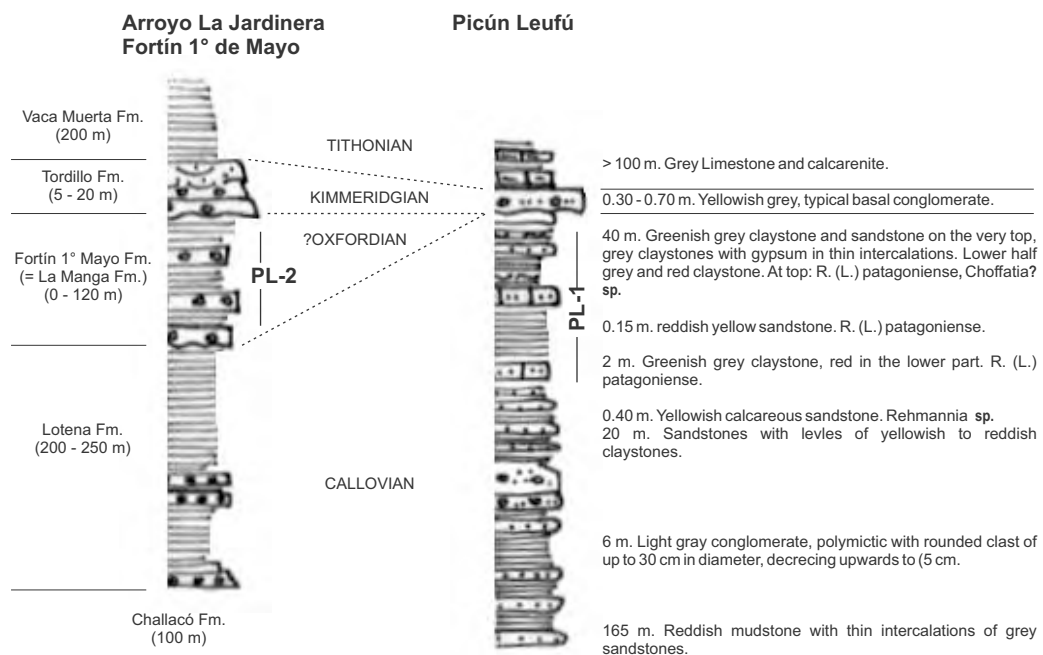 Arroyo La Jardinera
Fortín 1° de Mayo
Picún Leufú
Vaca Muerta Fm.
(200 m)
Tordillo Fm.
(5 - 20 m)
Fortín 1° Mayo Fm.
(= La Manga Fm.)
(0 - 120 m)
Lotena Fm.
(200 - 250 m)
Challacó Fm.
(100 m)
PL-2
TITHONIAN
KIMMERIDGIAN
?OXFORDIAN
CALLOVIAN
PL-1
> 100 m. Grey Limestone and calcarenite.
0.30 - 0.70 m. Yellowish grey, typical basal conglomerate.
40 m. Greenish grey claystone and sandstone on the very top,
grey claystones with gypsum in thin intercalations. Lower half
grey and red claystone. At top: R. (L.) patagoniense, Choffatia?
sp.
0.15 m. reddish yellow sandstone. R. (L.) patagoniense.
2 m. Greenish grey claystone, red in the lower part. R. (L.)
patagoniense.
0.40 m. Yellowish calcareous sandstone. Rehmannia sp.
20 m. Sandstones with levles of yellowish to reddish
claystones.
6 m. Light gray conglomerate, polymictic with rounded clast of
up to 30 cm in diameter, decrecing upwards to (5 cm.
165 m. Reddish mudstone with thin intercalations of grey
sandstones.